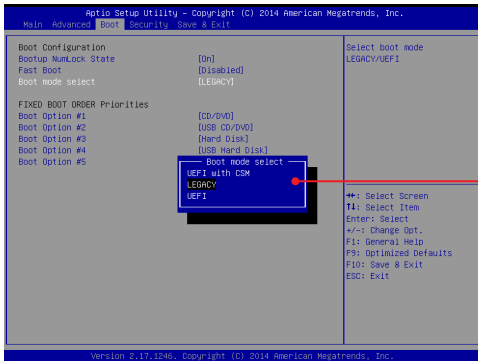 Aptio Setup Utility – Copyright (C) 2014 American Megatrends, Inc.
Main Advanced Boot Security Save & Exit
Boot Configuration
Bootup NumLock State [On]
Fast Boot [Disabled]
Boot mode select [LEGACY]
FIXED BOOT ORDER Priorities
Boot Option #1 [CD/DVD]
Boot Option #2 [USB CD/DVD]
Boot Option #3 [Hard Disk]
Boot Option #4 [USB Hard Disk]
Boot Option #5
Boot mode select
UEFI with CSM
LEGACY
UEFI
Select boot mode
LEGACY/UEFI
→←: Select Screen
↑↓: Select Item
Enter: Select
+/-: Change Opt.
F1: General Help
F9: Optimized Defaults
F10: Save & Exit
ESC: Exit
Version 2.17.1246. Copyright (C) 2014 American Megatrends, Inc.